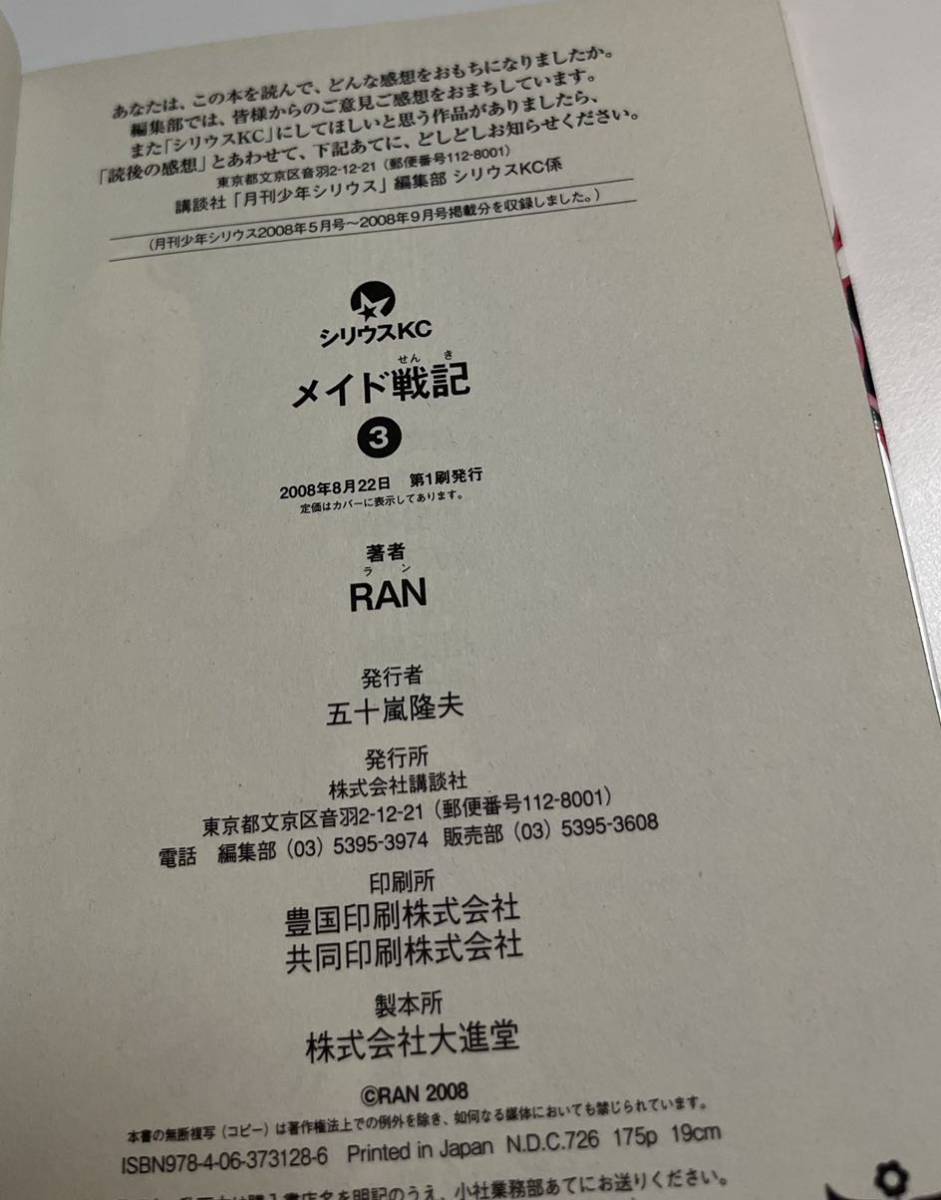 あなたは、この本を読んで、どんな感想をおもちになりましたか。
編集部では、皆様からのご意見ご感想をおまちしています。
また「シリウスKC」にしてほしいと思う作品がありましたら、
「読後の感想」とあわせて、下記あてに、どしどしお知らせください。
東京都文京区音羽2-12-21（郵便番号112-8001）
講談社「月刊少年シリウス」編集部 シリウスKC係
（月刊少年シリウス2008年5月号〜2008年9月号掲載分を収録しました。）
シリウスKC
せんき
メイド戦記
3
2008年8月22日　第1刷発行
定価はカバーに表示してあります。
著者
ラン
RAN
発行者
五十嵐隆夫
発行所
株式会社講談社
東京都文京区音羽2-12-21（郵便番号112-8001）
電話　編集部（03）5395-3974　販売部（03）5395-3608
印刷所
豊国印刷株式会社
共同印刷株式会社
製本所
株式会社大進堂
©RAN 2008
本書の無断複写（コピー）は著作権法上での例外を除き、如何なる媒体においても禁じられています。
ISBN978-4-06-373128-6　Printed in Japan　N.D.C.726　175p　19cm
は購入書店名を明記のうえ、小社業務部あてにお送りください。